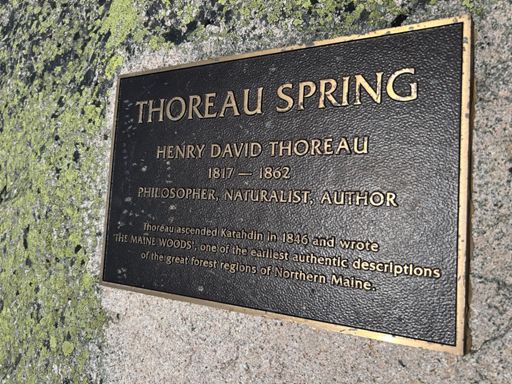 THOREAU SPRING
HENRY DAVID THOREAU
1817 — 1862
PHILOSOPHER, NATURALIST, AUTHOR
Thoreau ascended Katahdin in 1846 and wrote
'THE MAINE WOODS', one of the earliest authentic descriptions
of the great forest regions of Northern Maine.